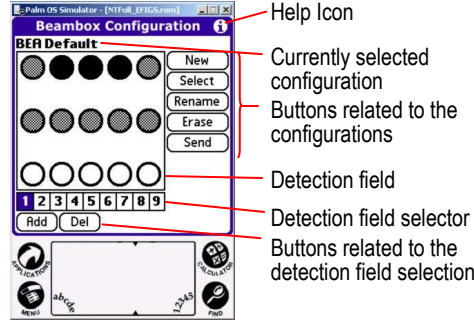 Palm OS Simulator - [NTFull_EFIGS.rom]
Beambox Configuration i
BEA Default
New
Select
Rename
Erase
Send
1 2 3 4 5 6 7 8 9
Add Del
APPLICATIONS
CALCULATOR
MENU
abcde
12345
FIND
Help Icon
Currently selected
configuration
Buttons related to the
configurations
Detection field
Detection field selector
Buttons related to the
detection field selection